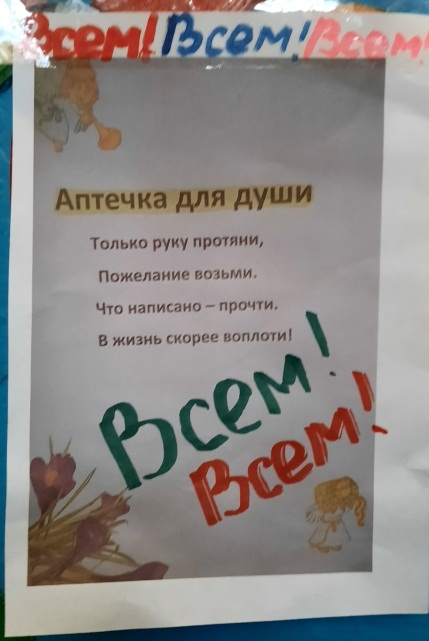 Всем! Всем! Всем!
Аптечка для души
Только руку протяни,
Пожелание возьми.
Что написано – прочти.
В жизнь скорее воплоти!
Всем!
Всем!